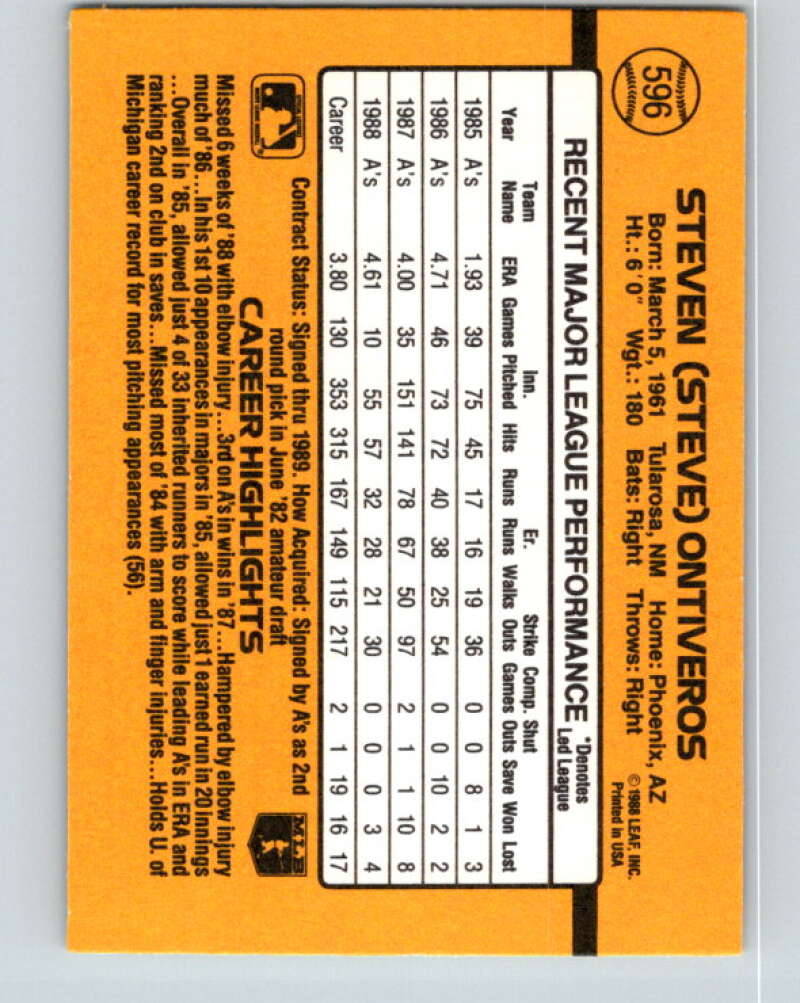 596
STEVEN (STEVE) ONTIVEROS
Born: March 5, 1961 Tularosa, NM Home: Phoenix, AZ
Ht.: 6'0" Wgt.: 180 Bats: Right Throws: Right
© 1988 LEAF, INC.
Printed in USA
RECENT MAJOR LEAGUE PERFORMANCE *Denotes
Led League
Team Inn. Er. Strike Comp. Shut
Year Name ERA Games Pitched Hits Runs Runs Walks Outs Games Outs Save Won Lost
1985 A's 1.93 39 75 45 17 16 19 36 0 0 8 1 3
1986 A's 4.71 46 73 72 40 38 25 54 0 0 10 2 2
1987 A's 4.00 35 151 141 78 67 50 97 2 1 1 10 8
1988 A's 4.61 10 55 57 32 28 21 30 0 0 0 3 4
Career 3.80 130 353 315 167 149 115 217 2 1 19 16 17
Contract Status: Signed thru 1989. How Acquired: Signed by A's as 2nd
round pick in June '82 amateur draft
MLB
CAREER HIGHLIGHTS
Missed 6 weeks of '88 with elbow injury...3rd on A's in wins in '87...Hampered by elbow injury
much of '86...In his 1st 10 appearances in majors in '85, allowed just 1 earned run in 20 innings
...Overall in '85, allowed just 4 of 33 inherited runners to score while leading A's in ERA and
ranking 2nd on club in saves...Missed most of '84 with arm and finger injuries...Holds U. of
Michigan career record for most pitching appearances (56).